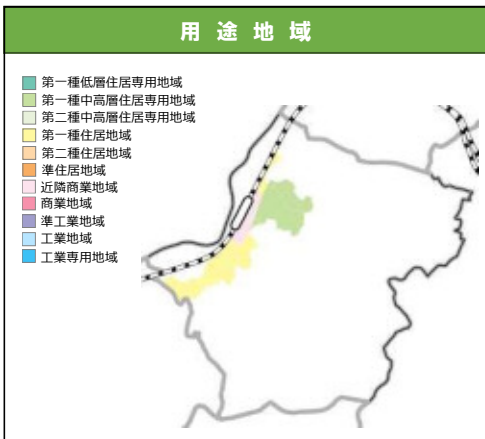 用途地域
第一種低層住居専用地域
第一種中高層住居専用地域
第二種中高層住居専用地域
第一種住居地域
第二種住居地域
準住居地域
近隣商業地域
商業地域
準工業地域
工業地域
工業専用地域